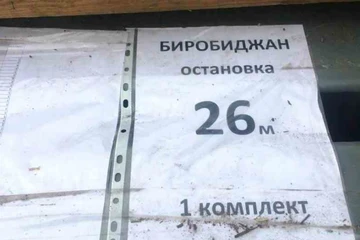 БИРОБИДЖАН
остановка
26м
1 комплект